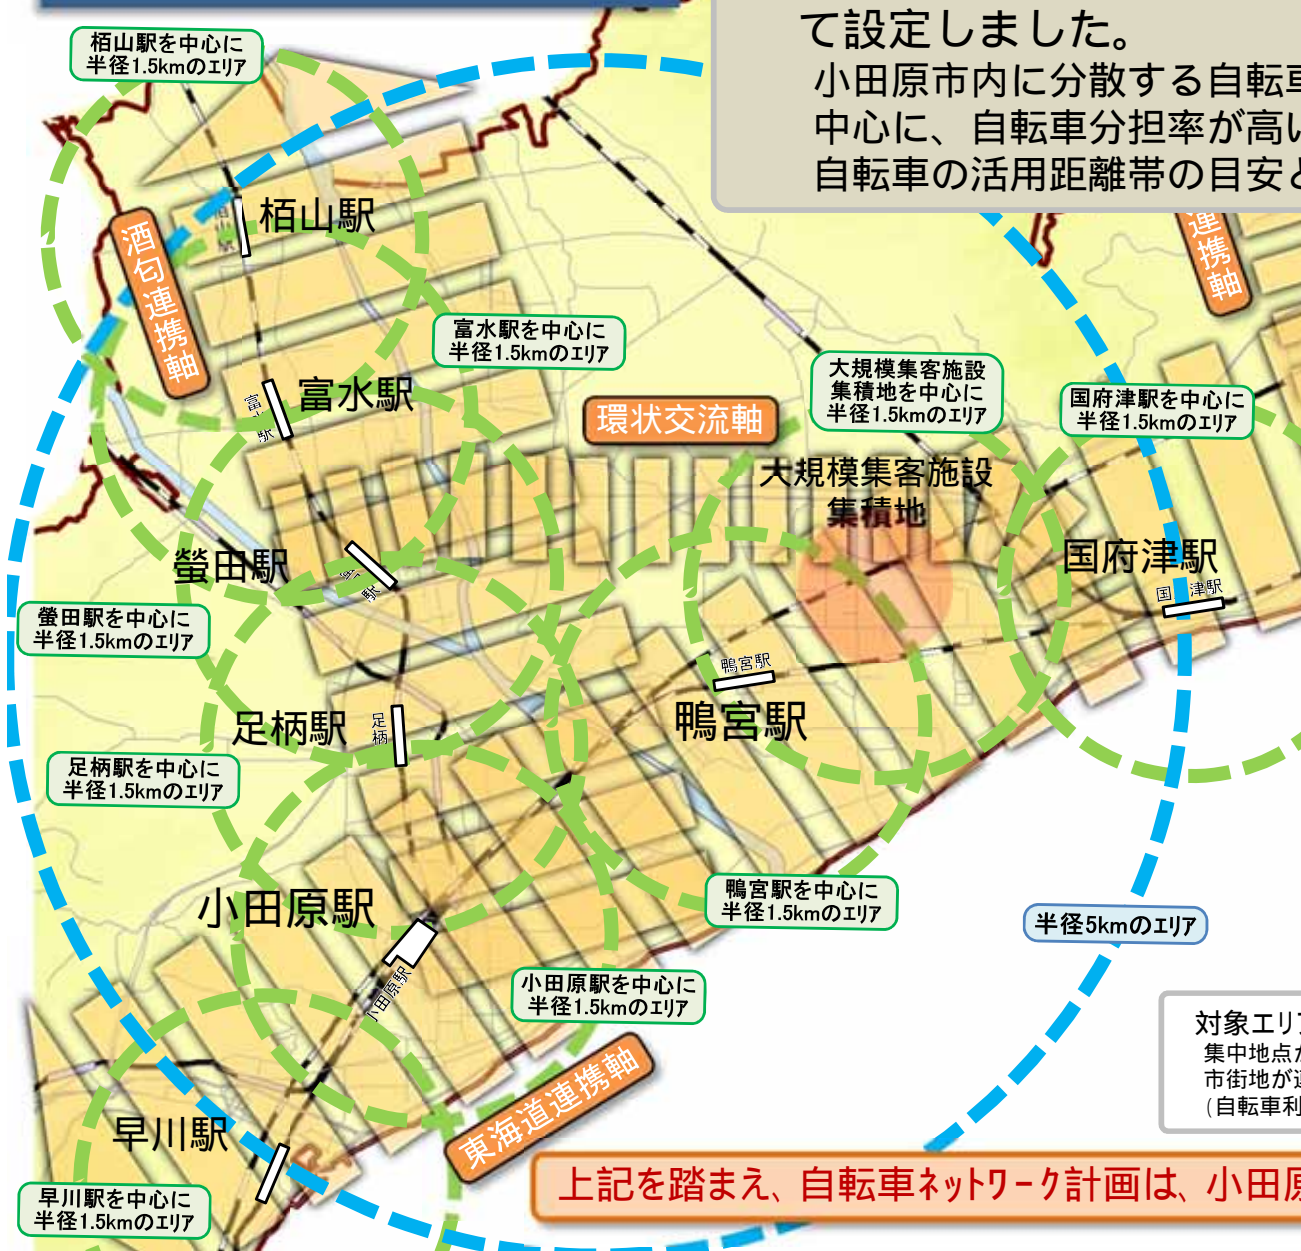 て設定しました。
小田原市内に分散する自転車
中心に、自転車分担率が高い
自転車の活用距離帯の目安と
栢山駅を中心に
半径1.5kmのエリア
栢山駅
酒匂連携軸
連携軸
富水駅を中心に
半径1.5kmのエリア
富水駅
環状交流軸
大規模集客施設
集積地を中心に
半径1.5kmのエリア
国府津駅を中心に
半径1.5kmのエリア
大規模集客施設
集積地
螢田駅
国府津駅
螢田駅を中心に
半径1.5kmのエリア
鴨宮駅
鴨宮駅
足柄駅
足柄
足柄駅を中心に
半径1.5kmのエリア
鴨宮駅を中心に
半径1.5kmのエリア
小田原駅
小田原駅
半径5kmのエリア
小田原駅を中心に
半径1.5kmのエリア
対象エリア
集中地点が
市街地が連
(自転車利
東海道連携軸
早川駅
早川駅を中心に
半径1.5kmのエリア
上記を踏まえ、自転車ネットワーク計画は、小田原